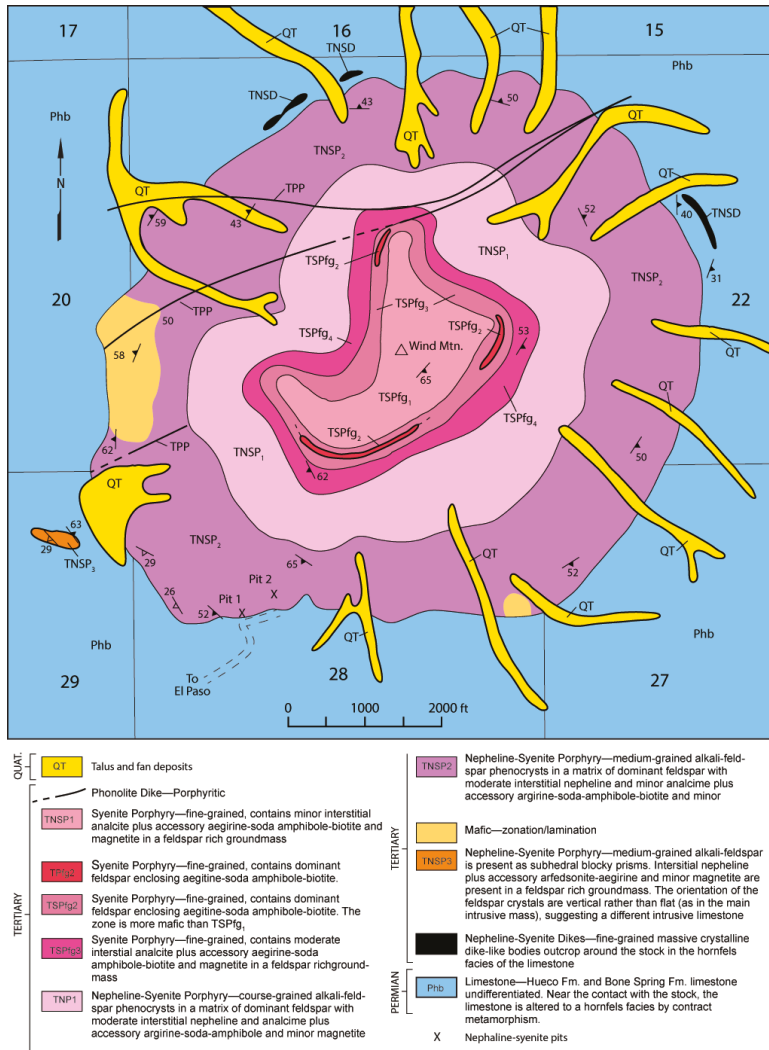 17
16
15
QT
QT
QT
TNSD
Phb
TNSD
43
50
Phb
QT
QT
TNSP2
N
QT
TPP
QT
52
40
TNSD
59
43
TSPfg2
TNSP1
31
20
TPP
TSPfg3
TNSP2
22
50
TSPfg4
TSPfg2
53
58
Wind Mtn.
65
QT
TSPfg1
TSPfg4
62
TPP
TNSP1
TSPfg2
50
QT
62
63
29
TNSP3
TNSP2
QT
QT
29
65
52
26
Pit 2
Pit 1
52
QT
QT
Phb
Phb
29
To
El Paso
28
27
0 1000 2000 ft
QUAT.
QT Talus and fan deposits
TERTIARY
Phonolite Dike—Porphyritic
TNSP1 Syenite Porphyry—fine-grained, contains minor interstitial
analcite plus accessory aegirine-soda amphibole-biotite and
magnetite in a feldspar rich groundmass
TPfg2 Syenite Porphyry—fine-grained, contains dominant
feldspar enclosing aegitine-soda amphibole-biotite.
TSPfg2 Syenite Porphyry—fine-grained, contains dominant
feldspar enclosing aegitine-soda amphibole-biotite. The
zone is more mafic than TSPfg1
TSPfg3 Syenite Porphyry—fine-grained, contains moderate
interstial analcite plus accessory aegirine-soda
amphibole-biotite and magnetite in a feldspar richground-
mass
TNP1 Nepheline-Syenite Porphyry—course-grained alkali-feld-
spar phenocrysts in a matrix of dominant feldspar with
moderate interstitial nepheline and analcime plus
accessory argirine-soda-amphibole and minor magnetite
TERTIARY
TNSP2 Nepheline-Syenite Porphyry—medium-grained alkali-feld-
spar phenocrysts in a matrix of dominant feldspar with
moderate interstitial nepheline and minor analcime plus
accessory argirine-soda-amphibole-biotite and minor
Mafic—zonation/lamination
TNSP3 Nepheline-Syenite Porphyry—medium-grained alkali-feldspar
is present as subhedral blocky prisms. Intersitial nepheline
plus accessory arfedsonite-aegirine and minor magnetite are
present in a feldspar rich groundmass. The orientation of the
feldspar crystals are vertical rather than flat (as in the main
intrusive mass), suggesting a different intrusive limestone
Nepheline-Syenite Dikes—fine-grained massive crystalline
dike-like bodies outcrop around the stock in the hornfels
facies of the limestone
PERMIAN
Phb Limestone—Hueco Fm. and Bone Spring Fm. limestone
undifferentiated. Near the contact with the stock, the
limestone is altered to a hornfels facies by contract
metamorphism.
X Nephaline-syenite pits